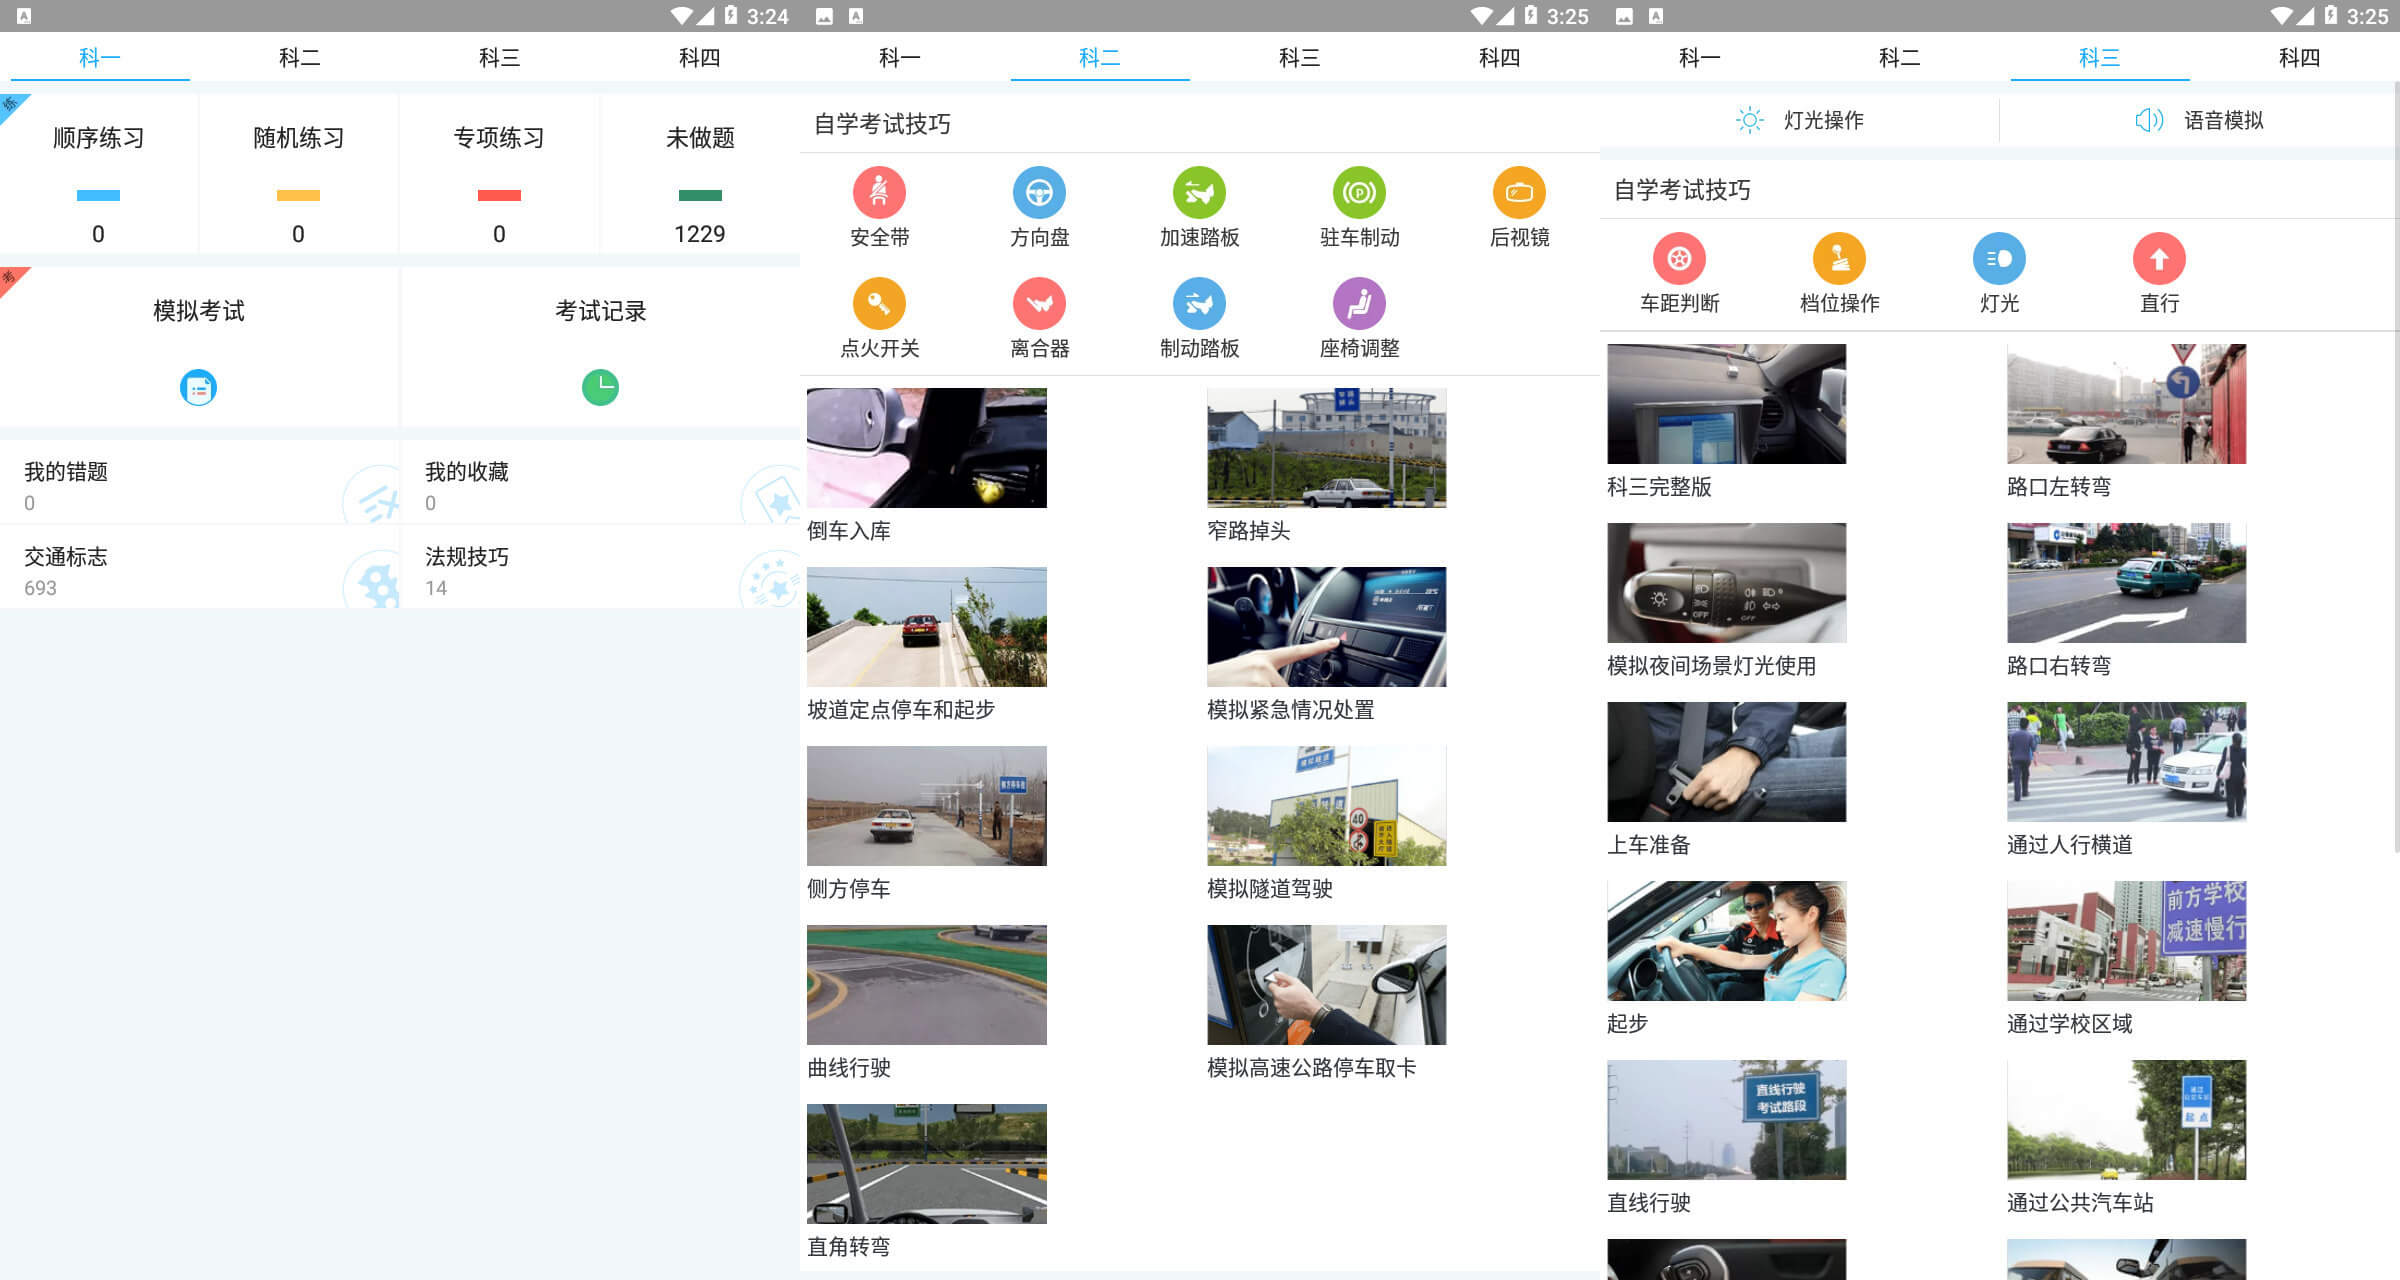 3:24
科一
科二
科三
科四
练
顺序练习
随机练习
专项练习
未做题
0
0
0
1229
考
模拟考试
考试记录
我的错题
0
我的收藏
0
交通标志
693
法规技巧
14
3:25
科一
科二
科三
科四
自学考试技巧
安全带
方向盘
加速踏板
驻车制动
后视镜
点火开关
离合器
制动踏板
座椅调整
窄路
掉头
倒车入库
窄路掉头
坡道定点停车和起步
模拟紧急情况处置
模拟隧道
40
侧方停车
模拟隧道驾驶
曲线行驶
模拟高速公路停车取卡
直角转弯
3:25
科一
科二
科三
科四
灯光操作
语音模拟
自学考试技巧
车距判断
档位操作
灯光
直行
科三完整版
路口左转弯
OFF
OFF
模拟夜间场景灯光使用
路口右转弯
上车准备
通过人行横道
前方学校
减速慢行
起步
通过学校区域
直线行驶
考试路段
起点
直线行驶
通过公共汽车站